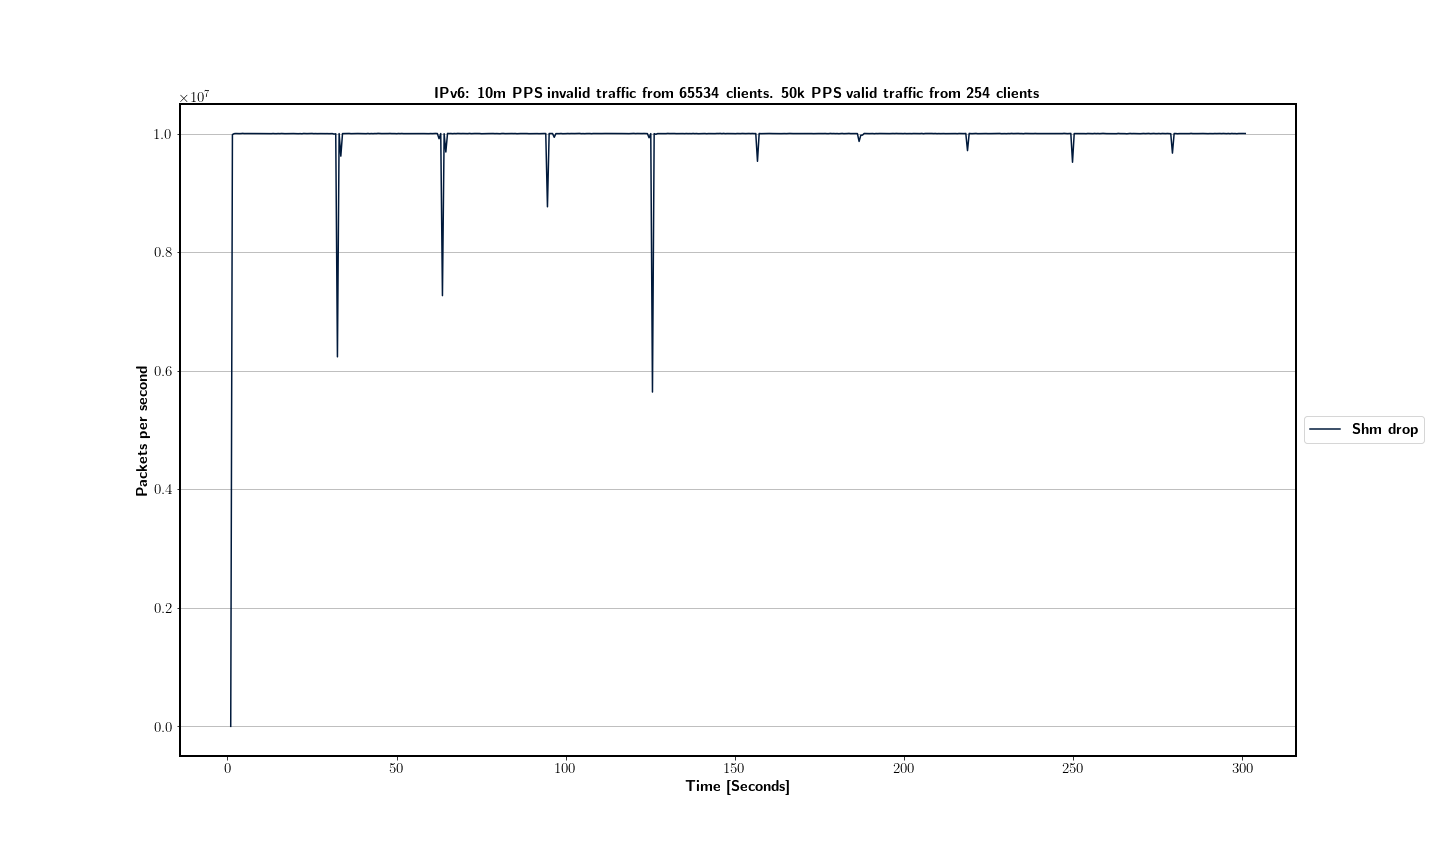 IPv6: 10m PPS invalid traffic from 65534 clients. 50k PPS valid traffic from 254 clients
×10⁷
1.0
0.8
0.6
0.4
0.2
0.0
Packets per second
0 50 100 150 200 250 300
Time [Seconds]
Shm drop